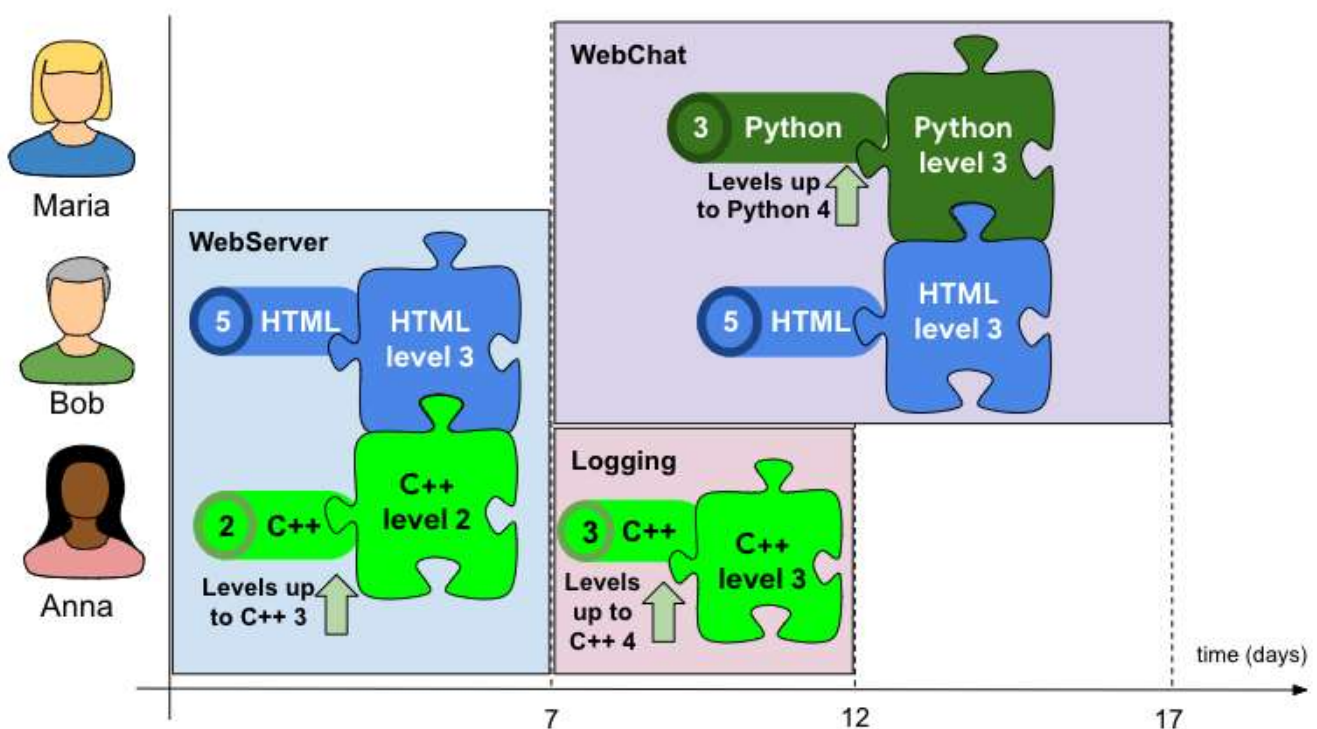 Maria
Bob
Anna
WebServer
5 HTML
HTML
level 3
2 C++
C++
level 2
Levels up
to C++ 3
WebChat
3 Python
Python
level 3
Levels up
to Python 4
5 HTML
HTML
level 3
Logging
3 C++
C++
level 3
Levels
up to
C++ 4
time (days)
7
12
17